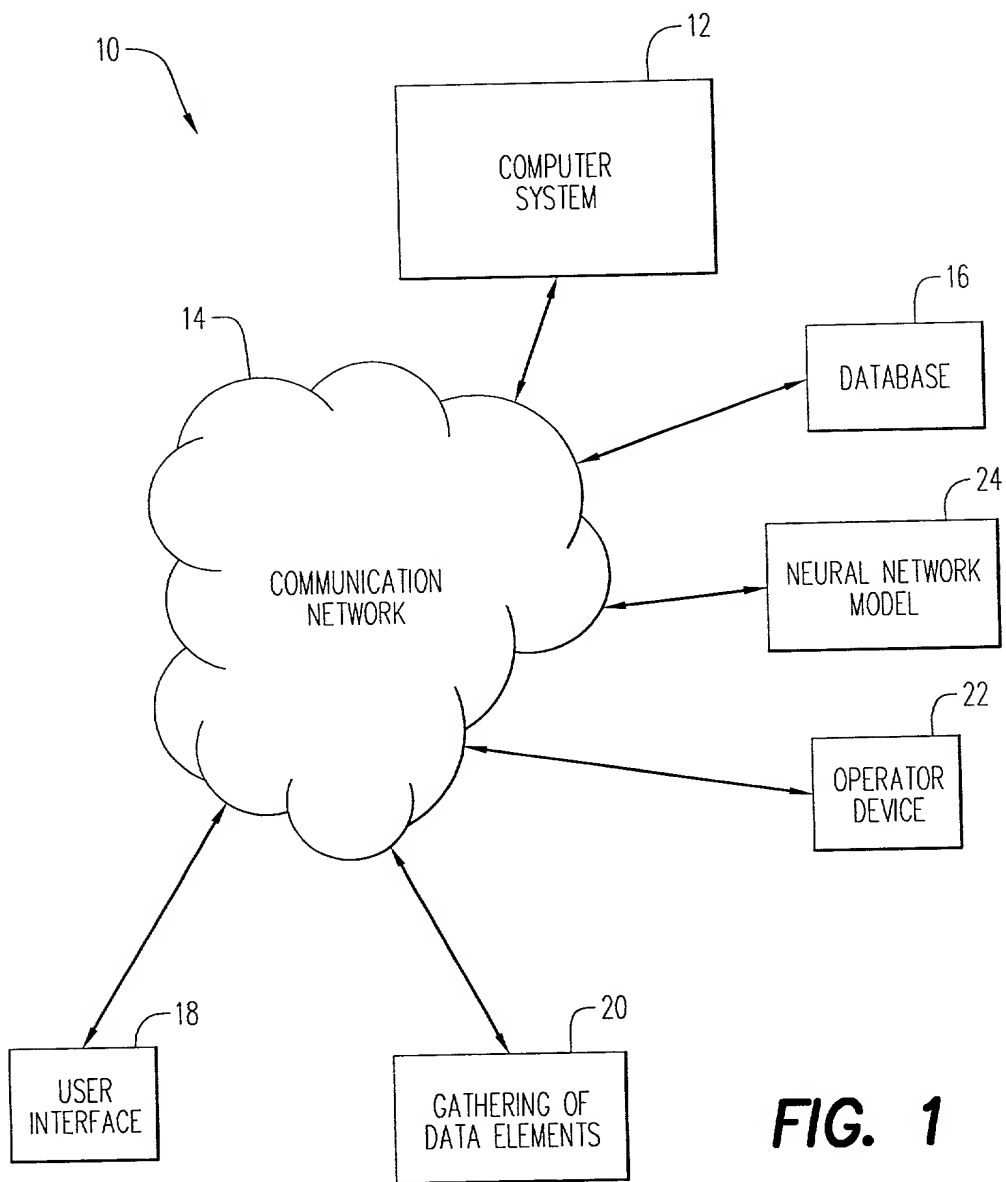 10
12
COMPUTER
SYSTEM
14
16
DATABASE
24
COMMUNICATION
NETWORK
NEURAL NETWORK
MODEL
22
OPERATOR
DEVICE
18
USER
INTERFACE
20
GATHERING OF
DATA ELEMENTS
FIG. 1